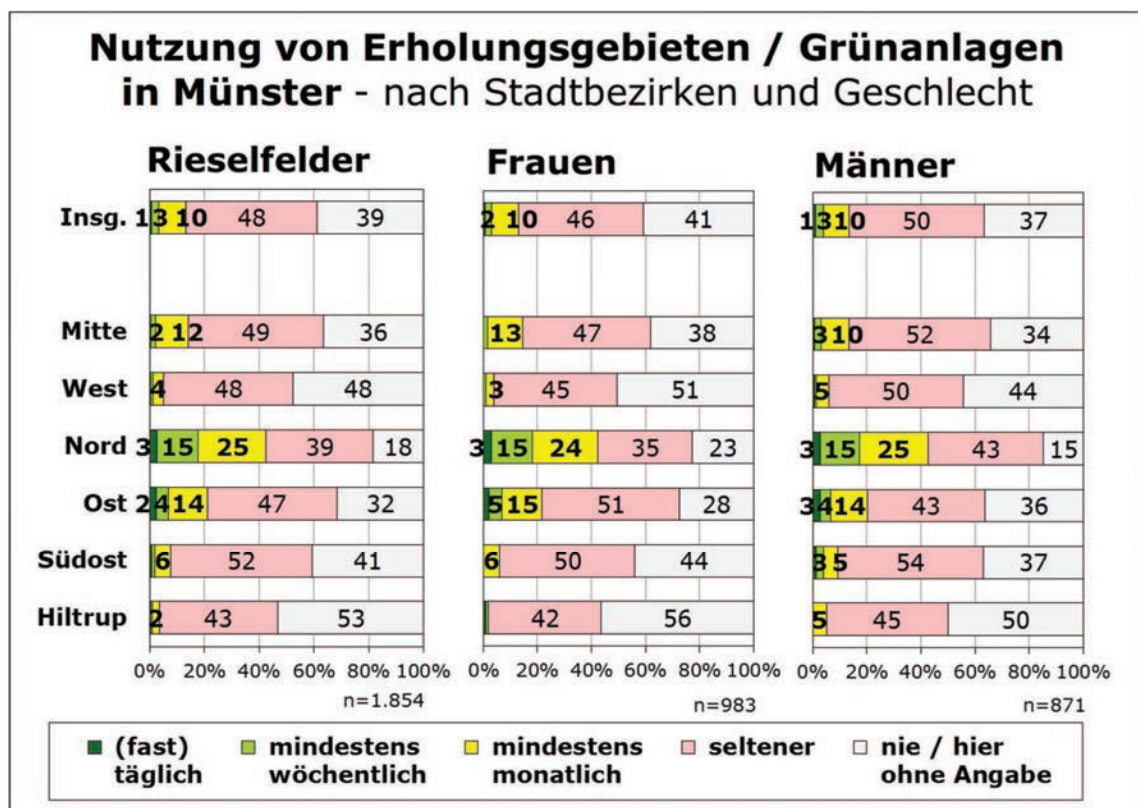 Nutzung von Erholungsgebieten / Grünanlagen
in Münster - nach Stadtbezirken und Geschlecht
Rieselfelder Frauen Männer
Insg. 1 3 10 48 39 2 10 46 41 1 3 10 50 37
Mitte 2 12 49 36 13 47 38 3 10 52 34
West 4 48 48 3 45 51 5 50 44
Nord 3 15 25 39 18 3 15 24 35 23 3 15 25 43 15
Ost 2 4 14 47 32 5 15 51 28 3 4 14 43 36
Südost 6 52 41 6 50 44 3 5 54 37
Hiltrup 2 43 53 42 56 5 45 50
0% 20% 40% 60% 80% 100% 0% 20% 40% 60% 80% 100% 0% 20% 40% 60% 80% 100%
n=1.854 n=983 n=871
(fast) mindestens mindestens seltener nie / hier
täglich wöchentlich monatlich ohne Angabe